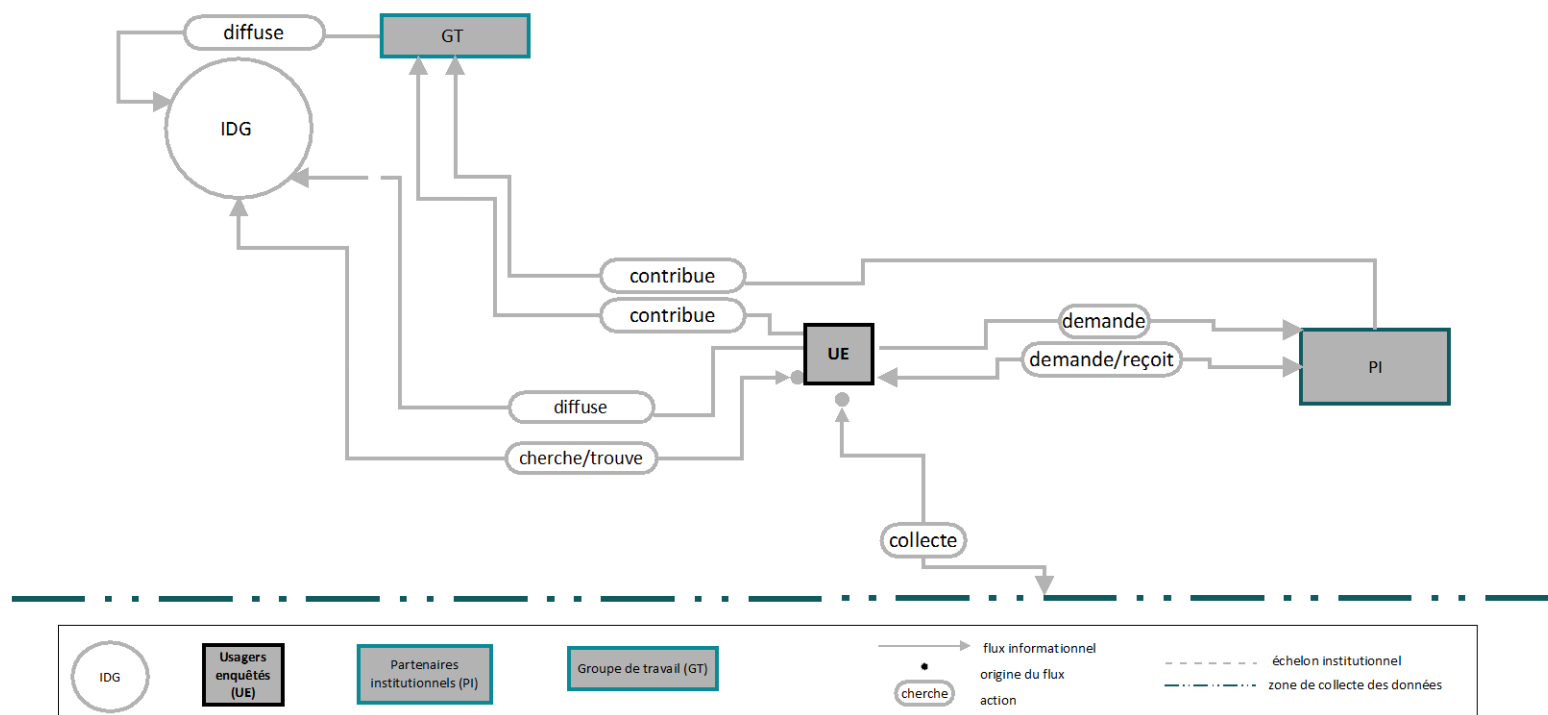 diffuse
GT
IDG
contribue
contribue
demande
UE
demande/reçoit
PI
diffuse
cherche/trouve
collecte
IDG
Usagers
enquêtés
(UE)
Partenaires
institutionnels (PI)
Groupe de travail (GT)
flux informationnel
origine du flux
cherche
action
échelon institutionnel
zone de collecte des données